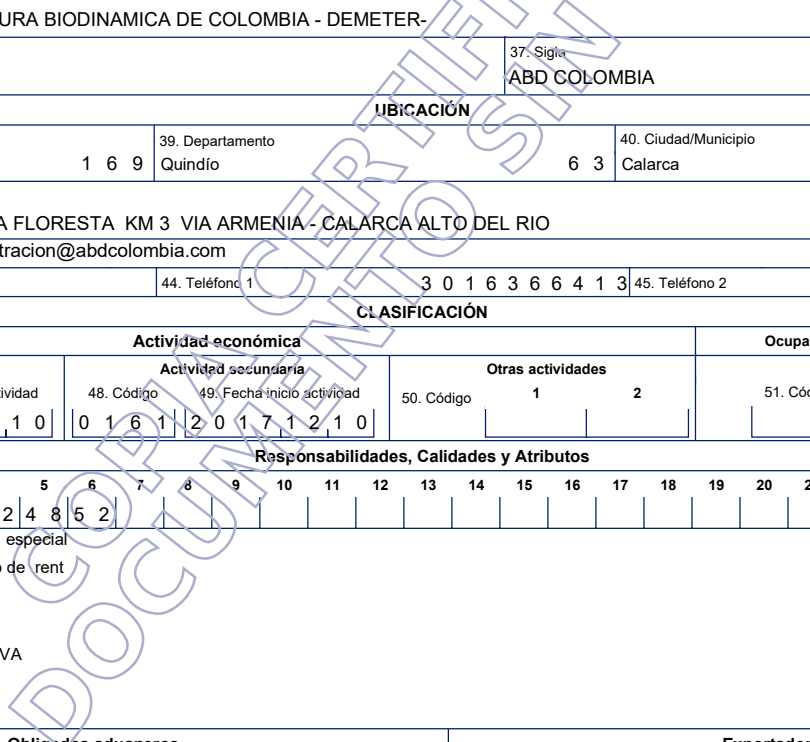 URA BIODINAMICA DE COLOMBIA - DEMETER-
37. Sigla
ABD COLOMBIA
UBICACIÓN
39. Departamento
40. Ciudad/Municipio
1 6 9 Quindío 6 3 Calarca
A FLORESTA KM 3 VIA ARMENIA - CALARCA ALTO DEL RIO
tracion@abdcolombia.com
44. Teléfono 1 3 0 1 6 3 6 6 4 1 3 45. Teléfono 2
CLASIFICACIÓN
Actividad económica Ocupa
Actividad secundaria Otras actividades
ividad 48. Código 49. Fecha inicio actividad 50. Código 1 2 51. Cód
1 0 0 1 6 1 2 0 1 7 1 2 1 0
Responsabilidades, Calidades y Atributos
5 6 7 8 9 10 11 12 13 14 15 16 17 18 19 20 2
2 4 8 5 2
especial
o de rent
VA
Obligados aduaneros Exportado
COPIA CERTIFI
DOCUMENTO SIN